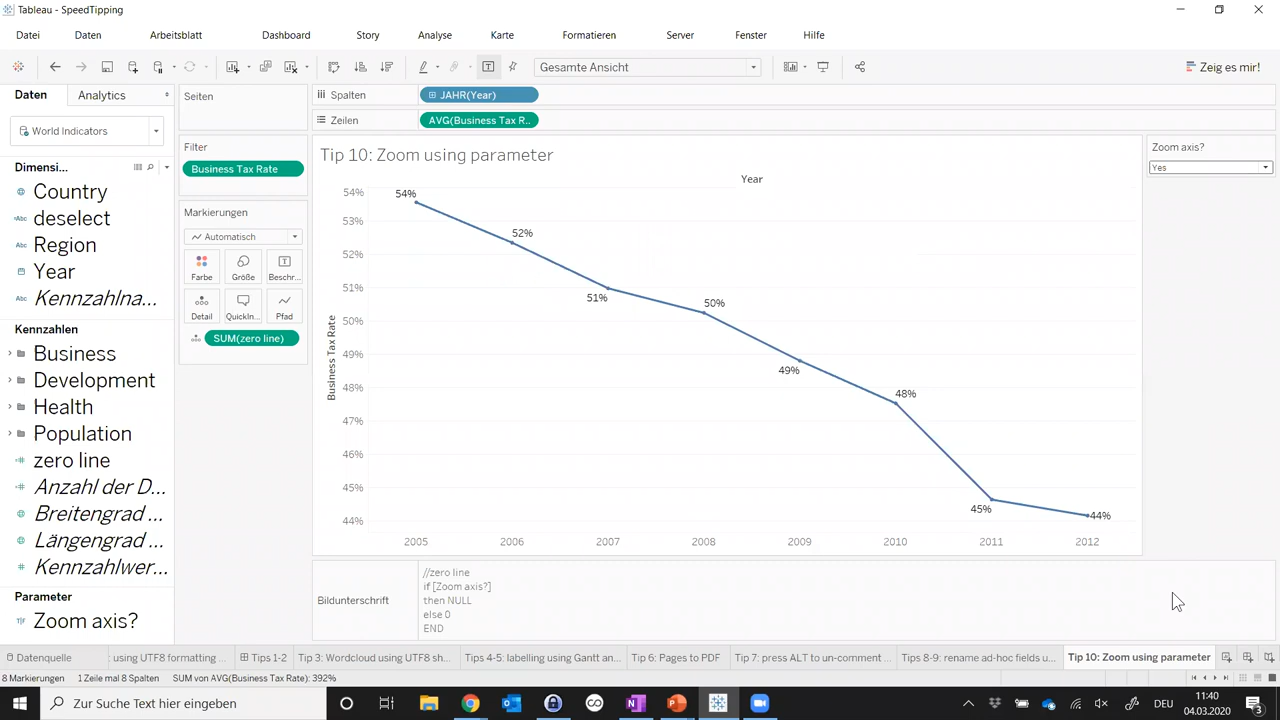 Tableau - SpeedTipping
Datei Daten Arbeitsblatt Dashboard Story Analyse Karte Formatieren Server Fenster Hilfe
Gesamte Ansicht
Zeig es mir!
Daten Analytics
World Indicators
Dimensi...
Country
Abc deselect
Abc Region
Year
Abc Kennzahlna...
Kennzahlen
Business
Development
Health
Population
zero line
Anzahl der D...
Breitengrad ...
Längengrad ...
Kennzahlwer...
Parameter
Zoom axis?
Seiten
Filter
Business Tax Rate
Markierungen
Automatisch
Farbe Größe Beschr...
Detail QuickIn... Pfad
SUM(zero line)
Spalten JAHR(Year)
Zeilen AVG(Business Tax R..
Tip 10: Zoom using parameter
Year
Business Tax Rate
54%
53%
52%
51%
50%
49%
48%
47%
46%
45%
44%
54%
52%
51%
50%
49%
48%
45%
44%
2005 2006 2007 2008 2009 2010 2011 2012
Zoom axis?
Yes
Bildunterschrift
//zero line
if [Zoom axis?]
then NULL
else 0
END
Datenquelle : using UTF8 formatting ... Tips 1-2 Tip 3: Wordcloud using UTF8 sh... Tips 4-5: labelling using Gantt an... Tip 6: Pages to PDF Tip 7: press ALT to un-comment ... Tips 8-9: rename ad-hoc fields u... Tip 10: Zoom using parameter
8 Markierungen 1 Zeile mal 8 Spalten SUM von AVG(Business Tax Rate): 392%
Zur Suche Text hier eingeben
DEU
11:40
04.03.2020